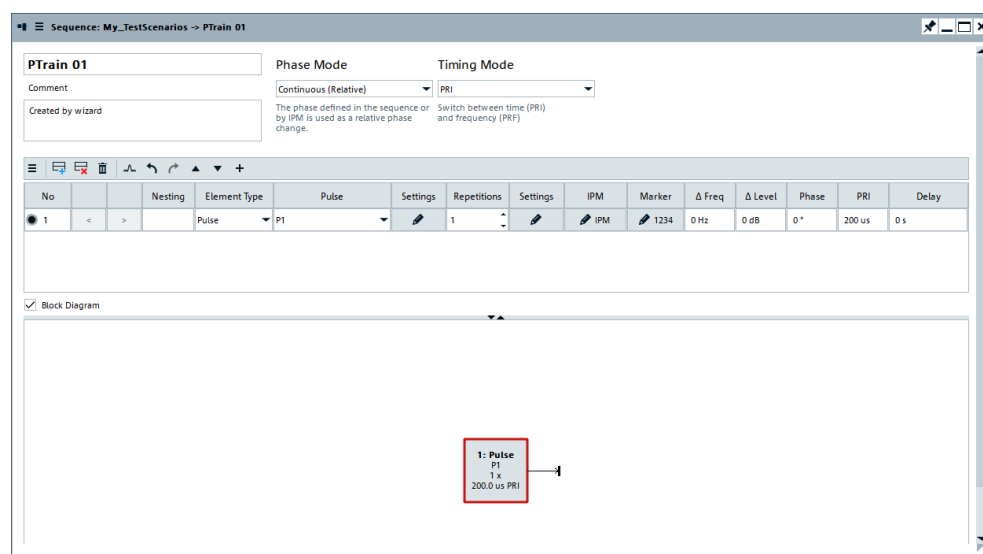 Sequence: My_TestScenarios -> PTrain 01
PTrain 01
Comment
Created by wizard
Phase Mode
Continuous (Relative)
The phase defined in the sequence or
by IPM is used as a relative phase
change.
Timing Mode
PRI
Switch between time (PRI)
and frequency (PRF)
No Nesting Element Type Pulse Settings Repetitions Settings IPM Marker Δ Freq Δ Level Phase PRI Delay
1 < > Pulse P1 1 IPM 1234 0 Hz 0 dB 0 ° 200 us 0 s
Block Diagram
1: Pulse
P1
1 x
200.0 us PRI